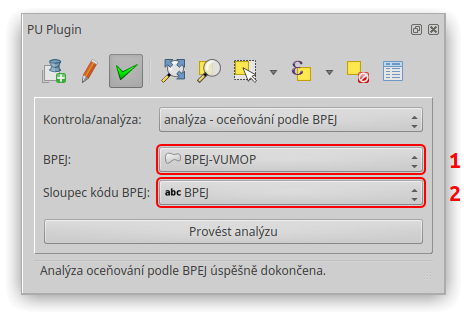 PU Plugin
Kontrola/analýza: analýza - oceňování podle BPEJ
BPEJ: BPEJ-VUMOP 1
Sloupec kódu BPEJ: abc BPEJ 2
Provést analýzu
Analýza oceňování podle BPEJ úspěšně dokončena.